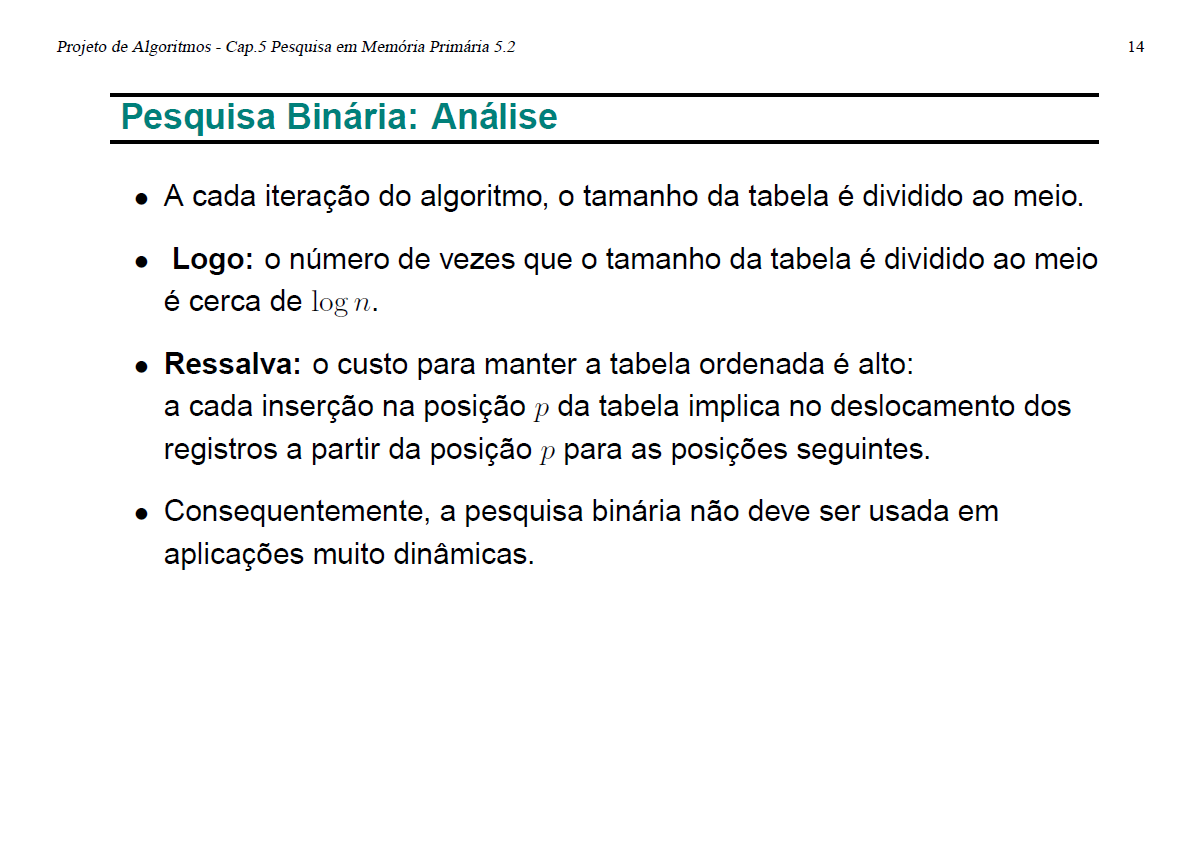 Projeto de Algoritmos - Cap.5 Pesquisa em Memória Primária 5.2
14
Pesquisa Binária: Análise
• A cada iteração do algoritmo, o tamanho da tabela é dividido ao meio.
• Logo: o número de vezes que o tamanho da tabela é dividido ao meio
é cerca de log n.
• Ressalva: o custo para manter a tabela ordenada é alto:
a cada inserção na posição p da tabela implica no deslocamento dos
registros a partir da posição p para as posições seguintes.
• Consequentemente, a pesquisa binária não deve ser usada em
aplicações muito dinâmicas.